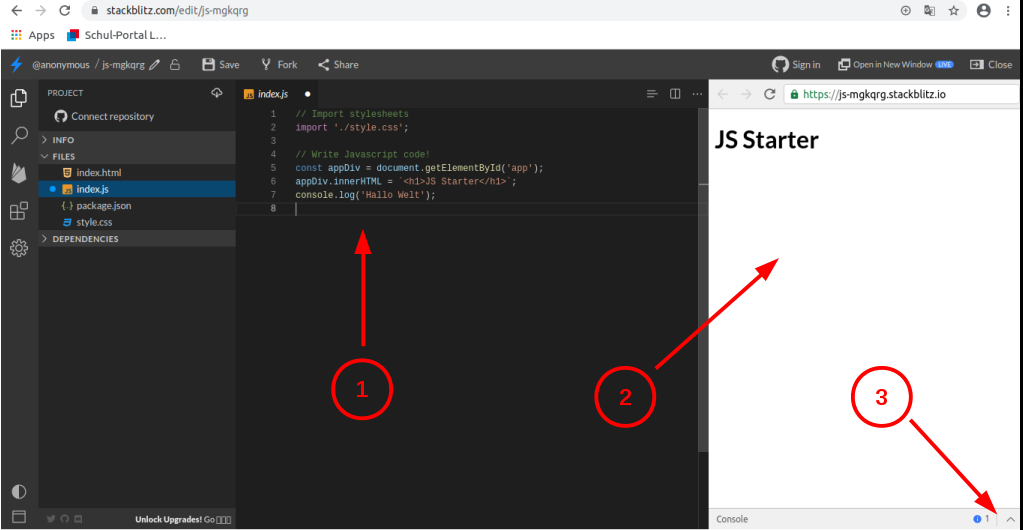 stackblitz.com/edit/js-mgkqrg
Apps Schul-Portal L...
@anonymous / js-mgkqrg Save Fork Share Sign in Open in New Window LIVE Close
PROJECT
Connect repository
INFO
FILES
index.html
index.js
package.json
style.css
DEPENDENCIES
Unlock Upgrades! Go
index.js
1 // Import stylesheets
2 import './style.css';
3
4 // Write Javascript code!
5 const appDiv = document.getElementById('app');
6 appDiv.innerHTML = `<h1>JS Starter</h1>`;
7 console.log('Hallo Welt');
8
https://js-mgkqrg.stackblitz.io
JS Starter
1
2
3
Console 1